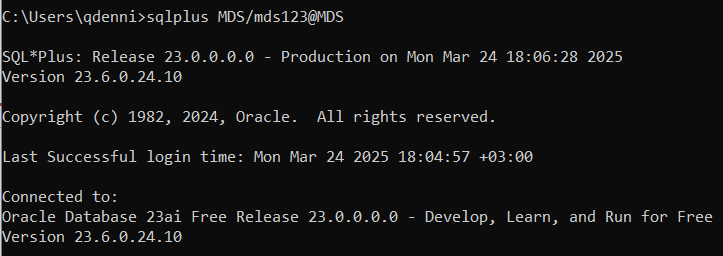 C:\Users\qdenni>sqlplus MDS/mds123@MDS
SQL*Plus: Release 23.0.0.0.0 - Production on Mon Mar 24 18:06:28 2025
Version 23.6.0.24.10
Copyright (c) 1982, 2024, Oracle.  All rights reserved.
Last Successful login time: Mon Mar 24 2025 18:04:57 +03:00
Connected to:
Oracle Database 23ai Free Release 23.0.0.0.0 - Develop, Learn, and Run for Free
Version 23.6.0.24.10